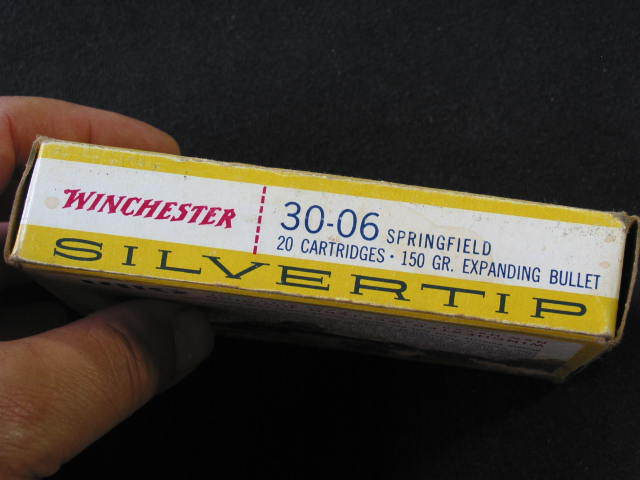 WINCHESTER
30-06 SPRINGFIELD
20 CARTRIDGES · 150 GR. EXPANDING BULLET
SILVERTIP